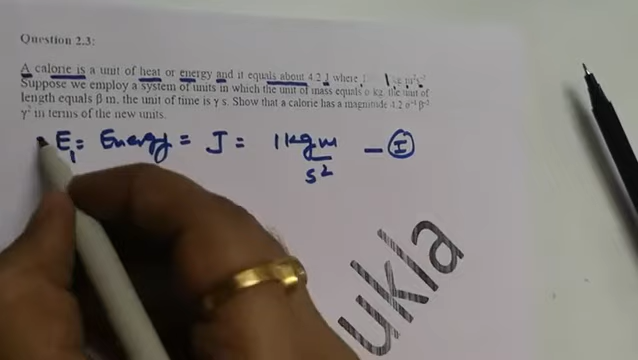 Question 2.3:
A calorie is a unit of heat or energy and it equals about 4.2 J where 1 kg m²s⁻²
Suppose we employ a system of units in which the unit of mass equals α kg, the unit of
length equals β m, the unit of time is γ s. Show that a calorie has a magnitude 4.2 α⁻¹ β⁻²
γ² in terms of the new units.
E₁ = Energy = J = 1 kgm/s² — I
ukla